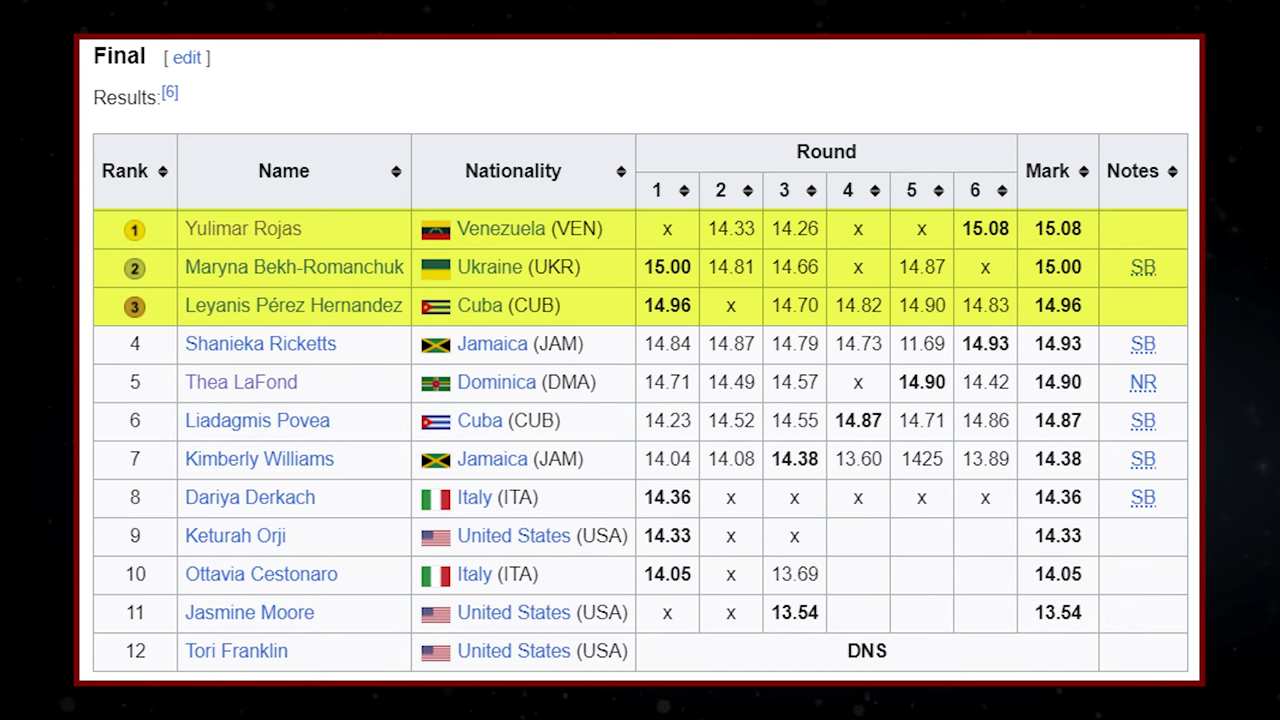 Final [ edit ]
Results:[6]
Rank Name Nationality Round Mark Notes
1 2 3 4 5 6
1 Yulimar Rojas Venezuela (VEN) x 14.33 14.26 x x 15.08 15.08
2 Maryna Bekh-Romanchuk Ukraine (UKR) 15.00 14.81 14.66 x 14.87 x 15.00 SB
3 Leyanis Pérez Hernandez Cuba (CUB) 14.96 x 14.70 14.82 14.90 14.83 14.96
4 Shanieka Ricketts Jamaica (JAM) 14.84 14.87 14.79 14.73 11.69 14.93 14.93 SB
5 Thea LaFond Dominica (DMA) 14.71 14.49 14.57 x 14.90 14.42 14.90 NR
6 Liadagmis Povea Cuba (CUB) 14.23 14.52 14.55 14.87 14.71 14.86 14.87 SB
7 Kimberly Williams Jamaica (JAM) 14.04 14.08 14.38 13.60 1425 13.89 14.38 SB
8 Dariya Derkach Italy (ITA) 14.36 x x x x x 14.36 SB
9 Keturah Orji United States (USA) 14.33 x x 14.33
10 Ottavia Cestonaro Italy (ITA) 14.05 x 13.69 14.05
11 Jasmine Moore United States (USA) x x 13.54 13.54
12 Tori Franklin United States (USA) DNS